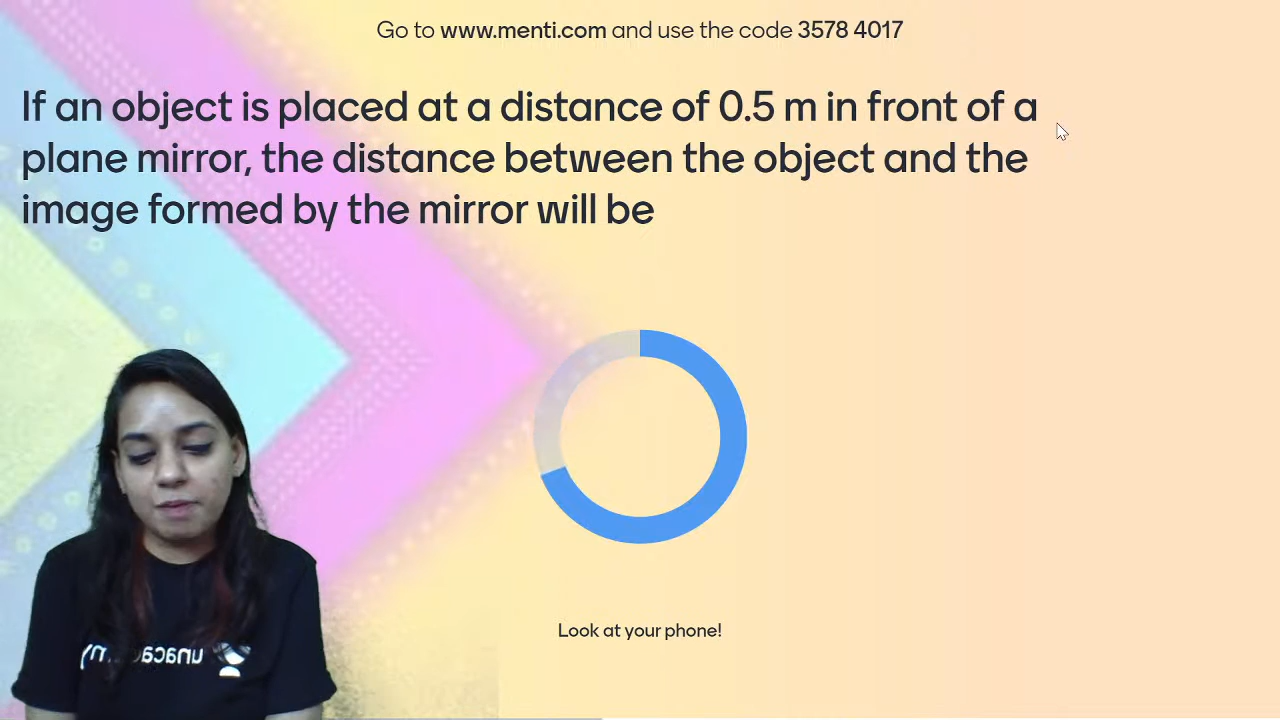 Go to www.menti.com and use the code 3578 4017
If an object is placed at a distance of 0.5 m in front of a
plane mirror, the distance between the object and the
image formed by the mirror will be
Look at your phone!